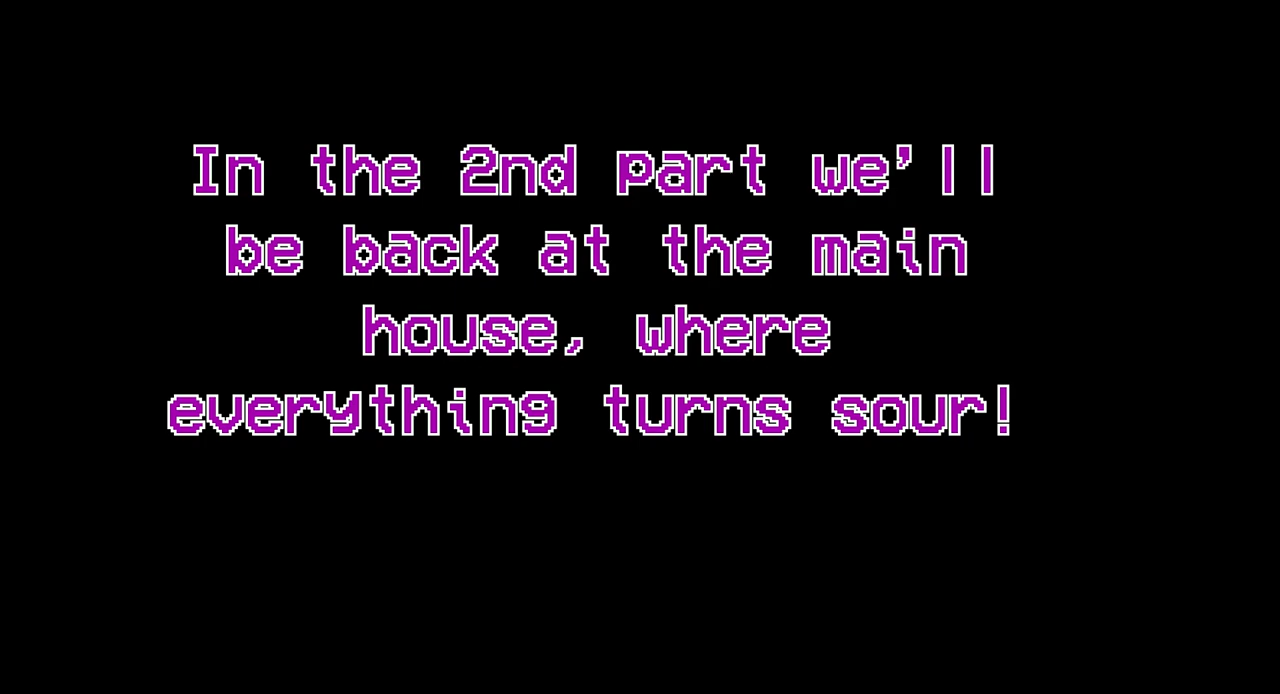 In the 2nd part we'll
be back at the main
house, where
everything turns sour!